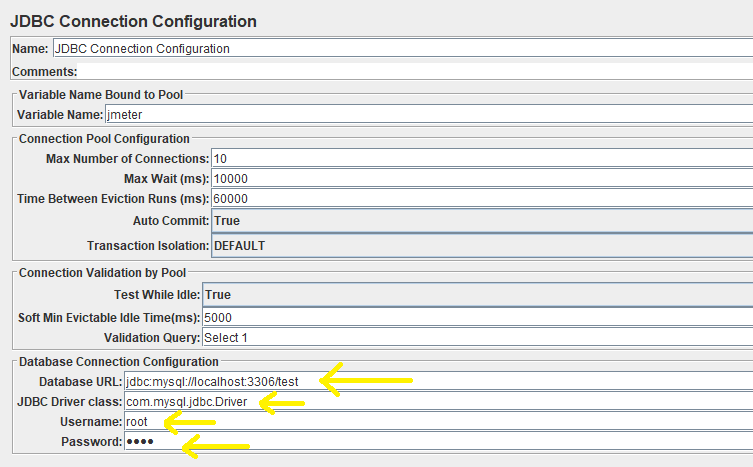 JDBC Connection Configuration
Name: JDBC Connection Configuration
Comments:
Variable Name Bound to Pool
Variable Name: jmeter
Connection Pool Configuration
Max Number of Connections: 10
Max Wait (ms): 10000
Time Between Eviction Runs (ms): 60000
Auto Commit: True
Transaction Isolation: DEFAULT
Connection Validation by Pool
Test While Idle: True
Soft Min Evictable Idle Time(ms): 5000
Validation Query: Select 1
Database Connection Configuration
Database URL: jdbc:mysql://localhost:3306/test
JDBC Driver class: com.mysql.jdbc.Driver
Username: root
Password: ●●●●